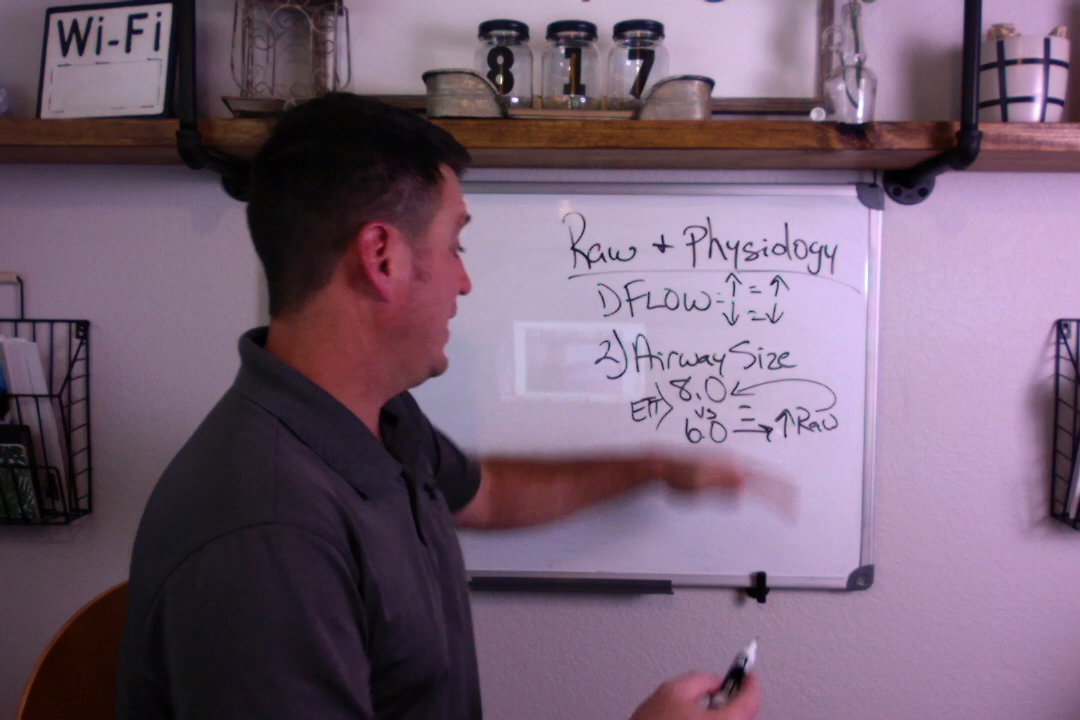 Wi-Fi
8 1 7
Raw + Physiology
1) FLOW = ↑ = ↑
↓ = ↓
2) Airway Size
ETT > 8.0
vs =
6.0 → ↑Raw